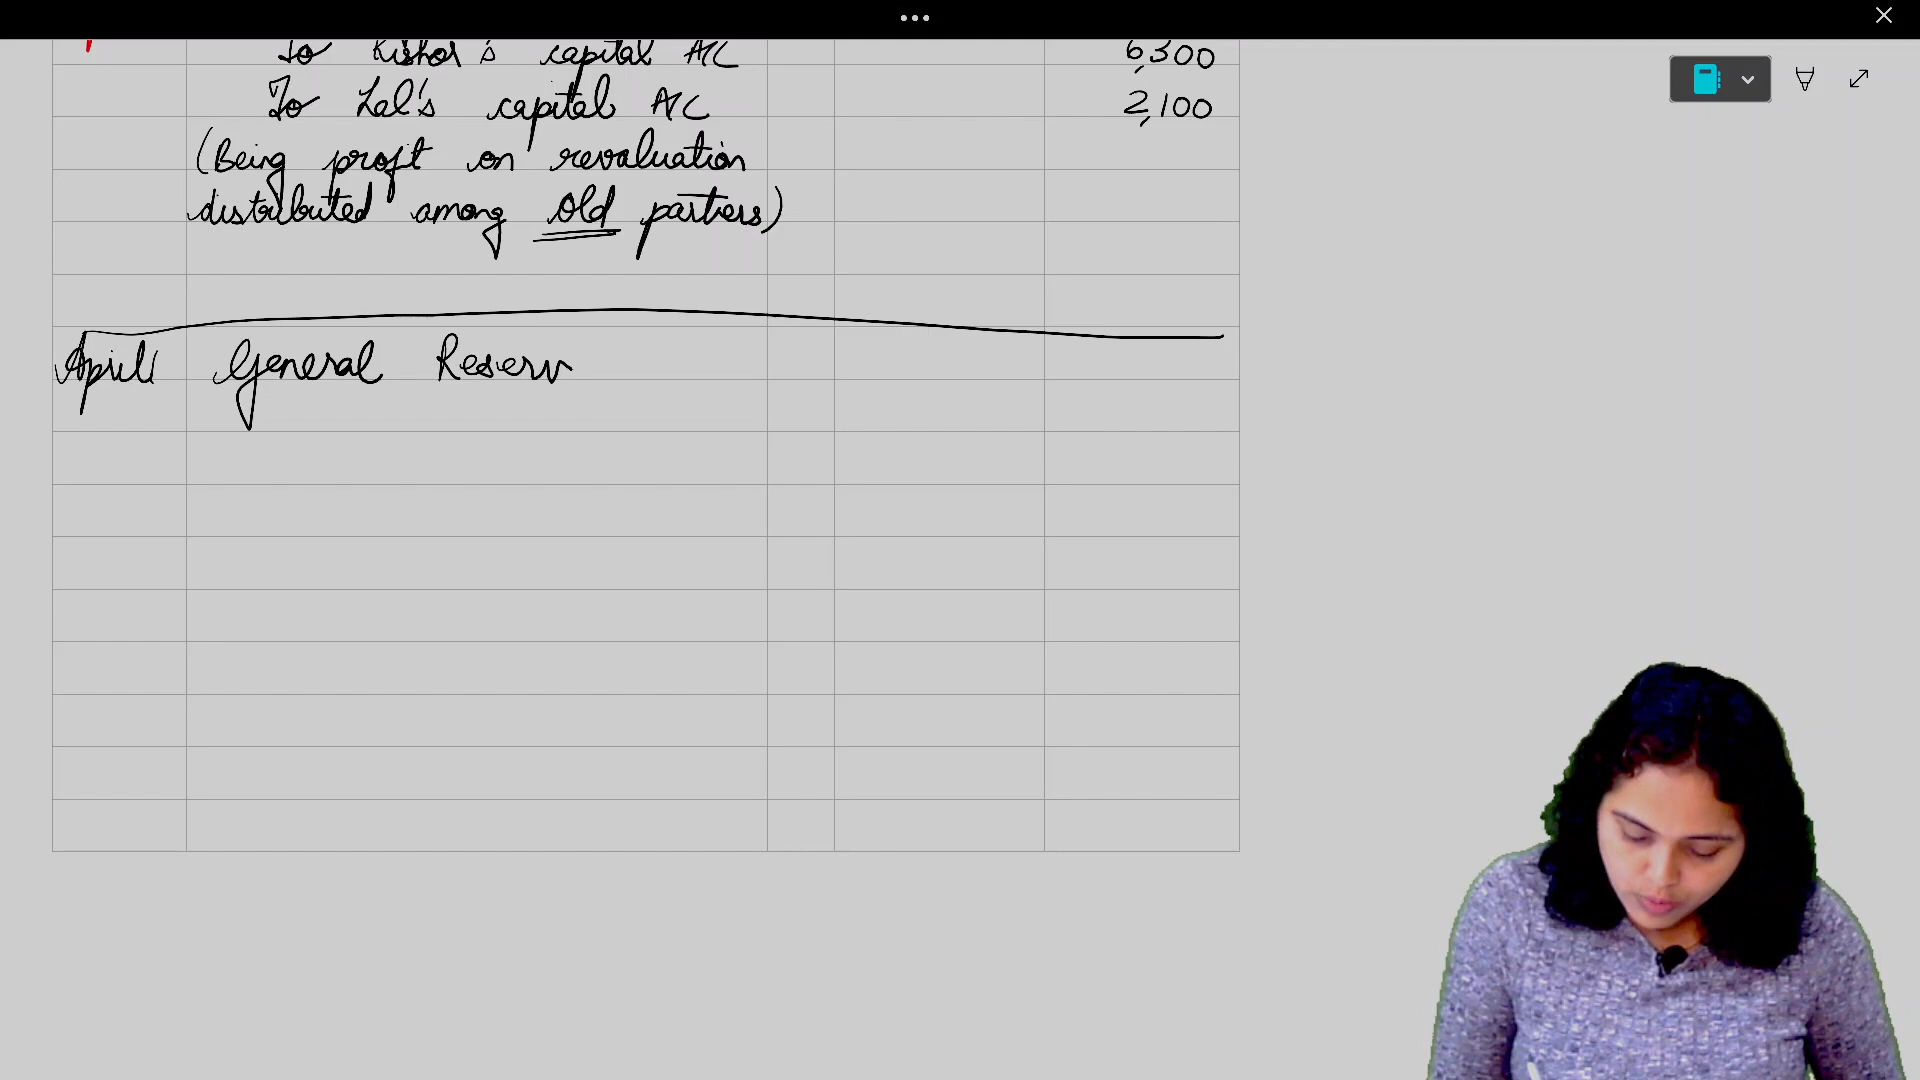 To Kishor's capital A/C 6,300
To Lal's capital A/C 2,100
(Being profit on revaluation
distributed among Old partners)
April General Reserv